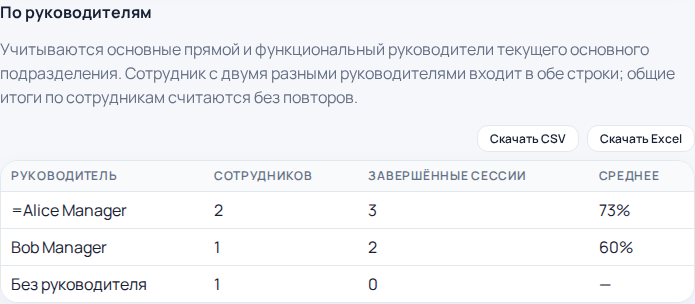 По руководителям
Учитываются основные прямой и функциональный руководители текущего основного
подразделения. Сотрудник с двумя разными руководителями входит в обе строки; общие
итоги по сотрудникам считаются без повторов.
Скачать CSV Скачать Excel
РУКОВОДИТЕЛЬ СОТРУДНИКОВ ЗАВЕРШЁННЫЕ СЕССИИ СРЕДНЕЕ
=Alice Manager 2 3 73%
Bob Manager 1 2 60%
Без руководителя 1 0 —